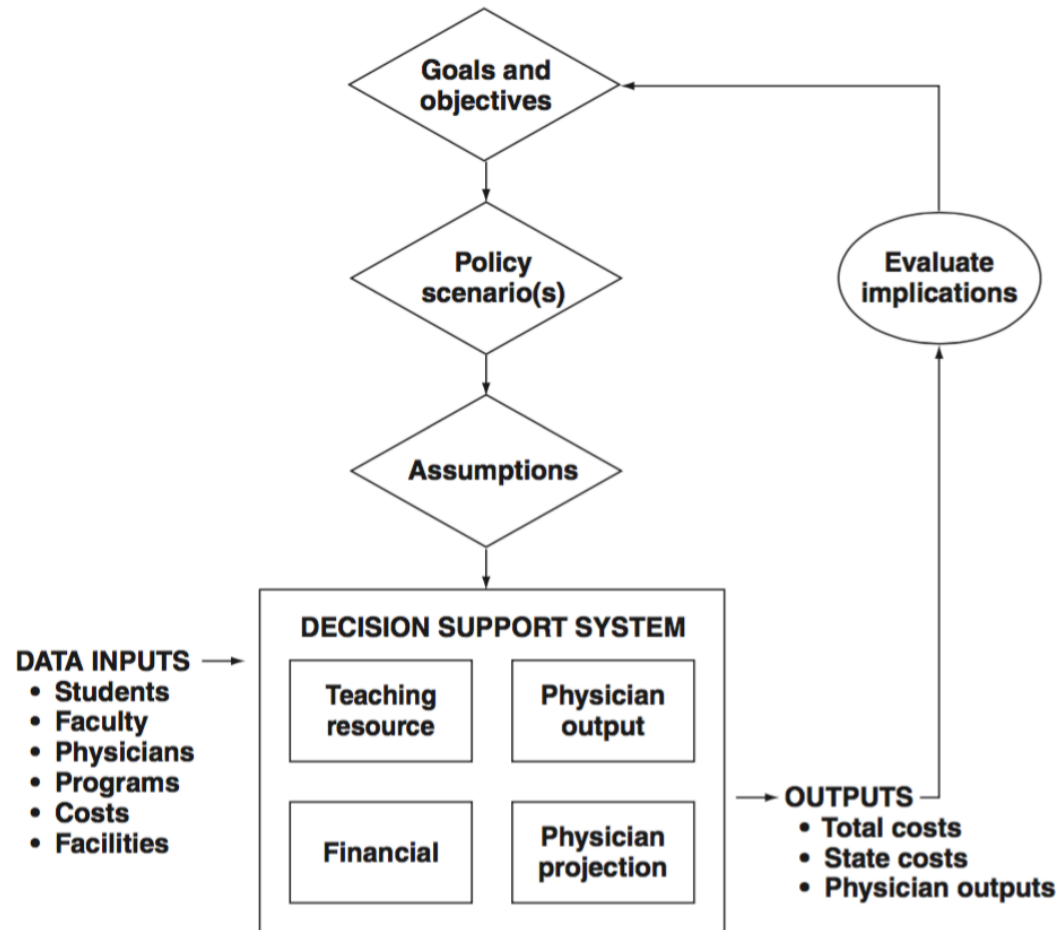 Goals and
objectives
Policy
scenario(s)
Evaluate
implications
Assumptions
DECISION SUPPORT SYSTEM
DATA INPUTS
• Students
• Faculty
• Physicians
• Programs
• Costs
• Facilities
Teaching
resource
Physician
output
Financial
Physician
projection
OUTPUTS
• Total costs
• State costs
• Physician outputs